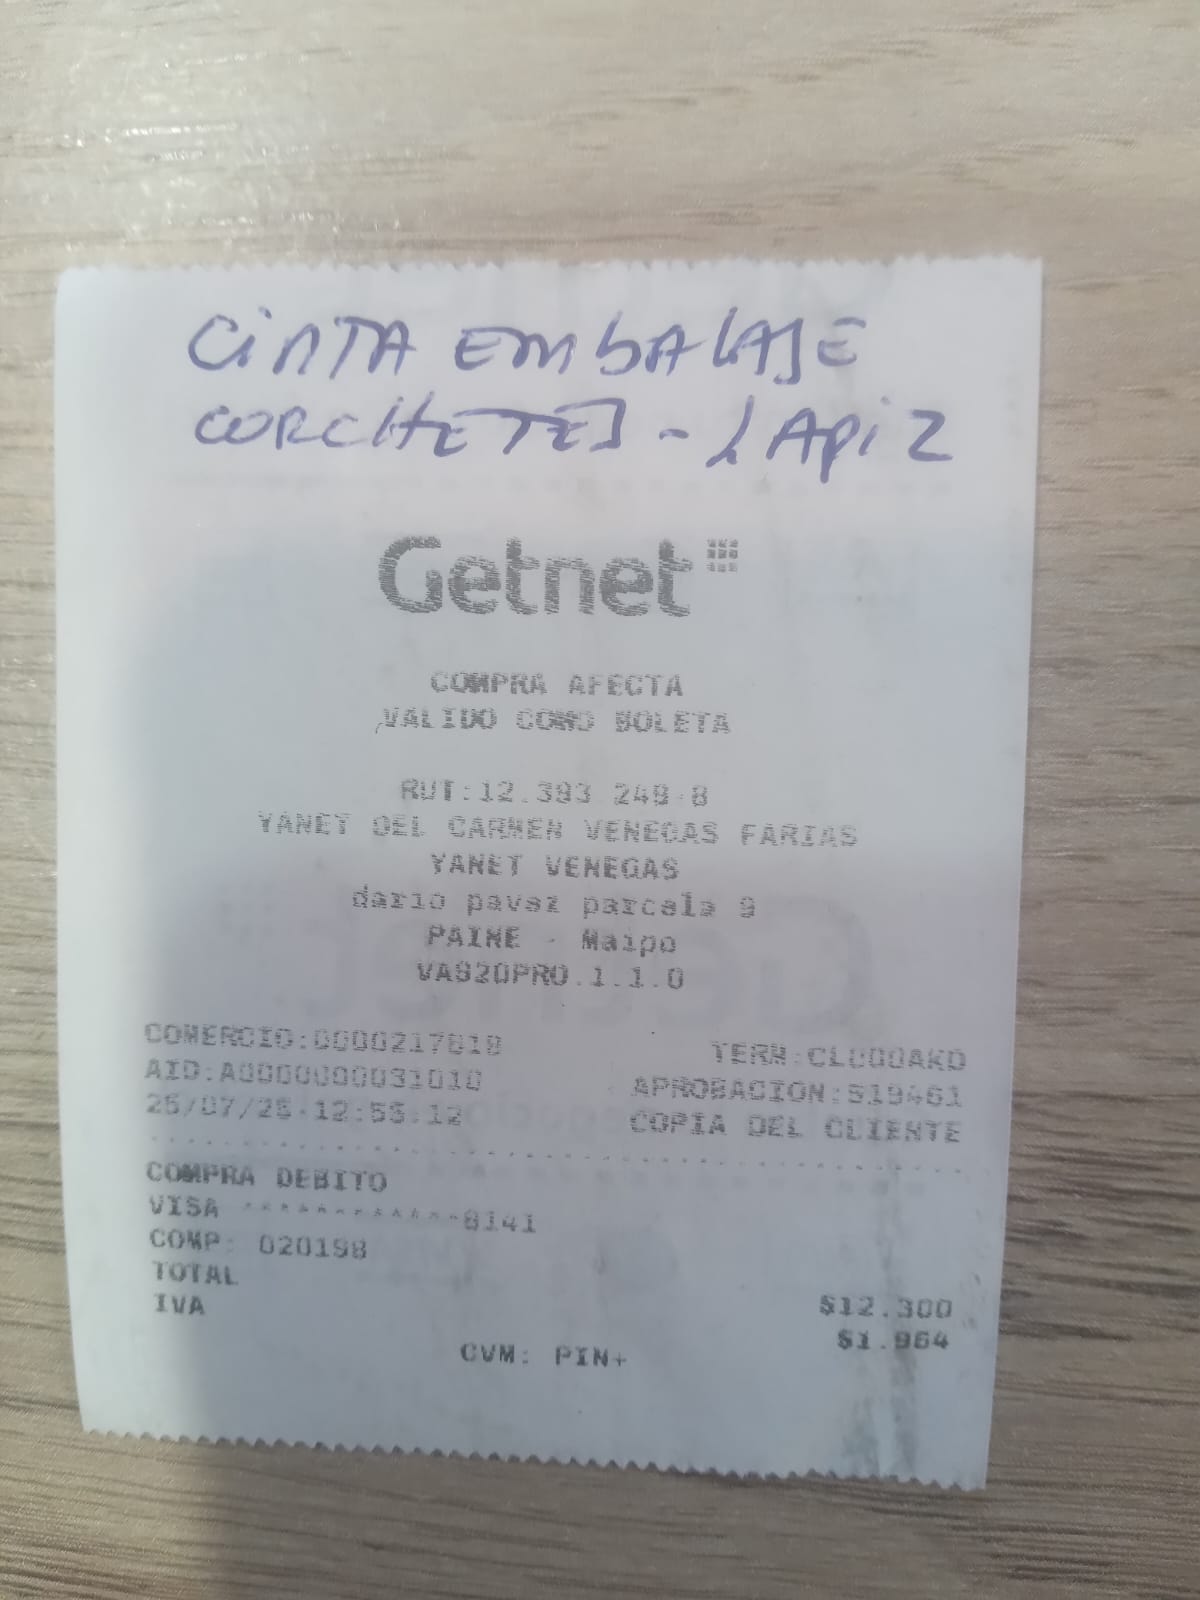 CINTA EMBALAJE
CORCHETES - LAPIZ
Getnet
COMPRA AFECTA
VALIDO COMO BOLETA
RUT:12.393 249-8
YANET DEL CARMEN VENEGAS FARIAS
YANET VENEGAS
dario pavez parcela 9
PAINE - Maipo
VAS20PRO.1.1.0
COMERCIO:0000217819 TERM:CL000AKD
AID:A0000000031010 APROBACION:519461
25/07/25 12:55:12 COPIA DEL CLIENTE
COMPRA DEBITO
VISA ************8141
COMP: 020198
TOTAL $12.300
IVA $1.964
CVM: PIN+